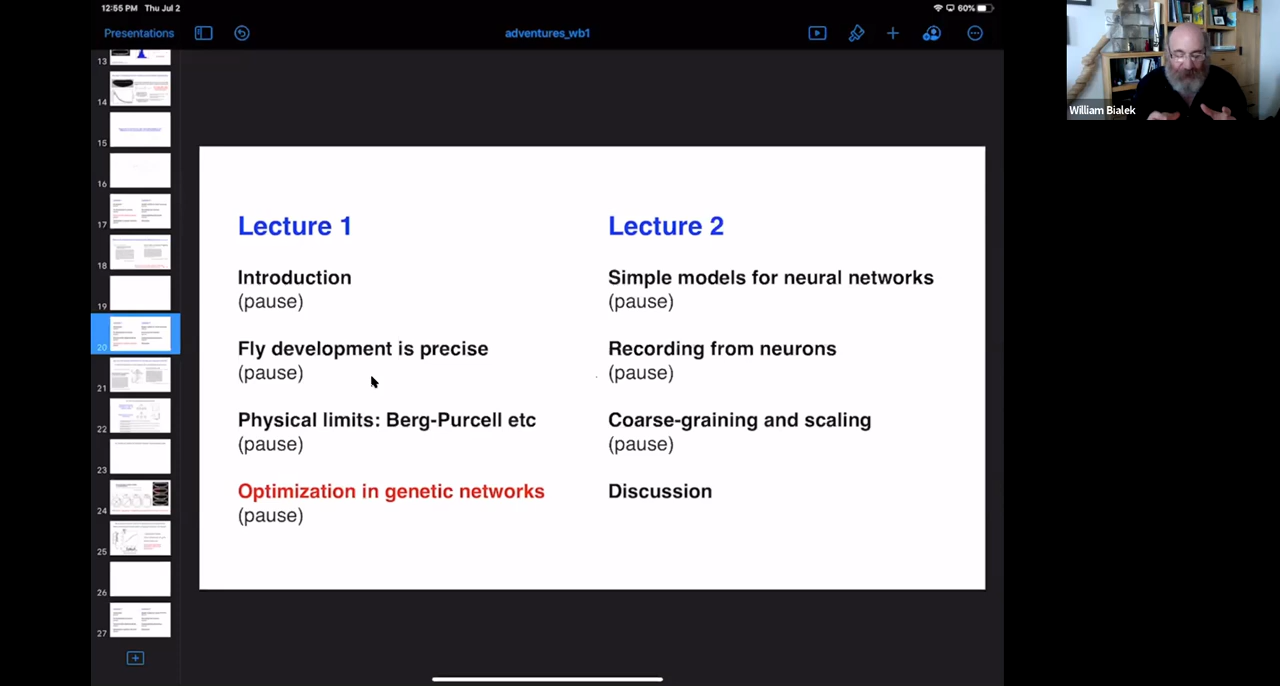 12:55 PM Thu Jul 2
60%
Presentations
adventures_wb1
William Bialek
13
14
15
16
17
18
19
20
21
22
23
24
25
26
27
Lecture 1
Introduction
(pause)
Fly development is precise
(pause)
Physical limits: Berg-Purcell etc
(pause)
Optimization in genetic networks
(pause)
Lecture 2
Simple models for neural networks
(pause)
Recording from neurons
(pause)
Coarse-graining and scaling
(pause)
Discussion